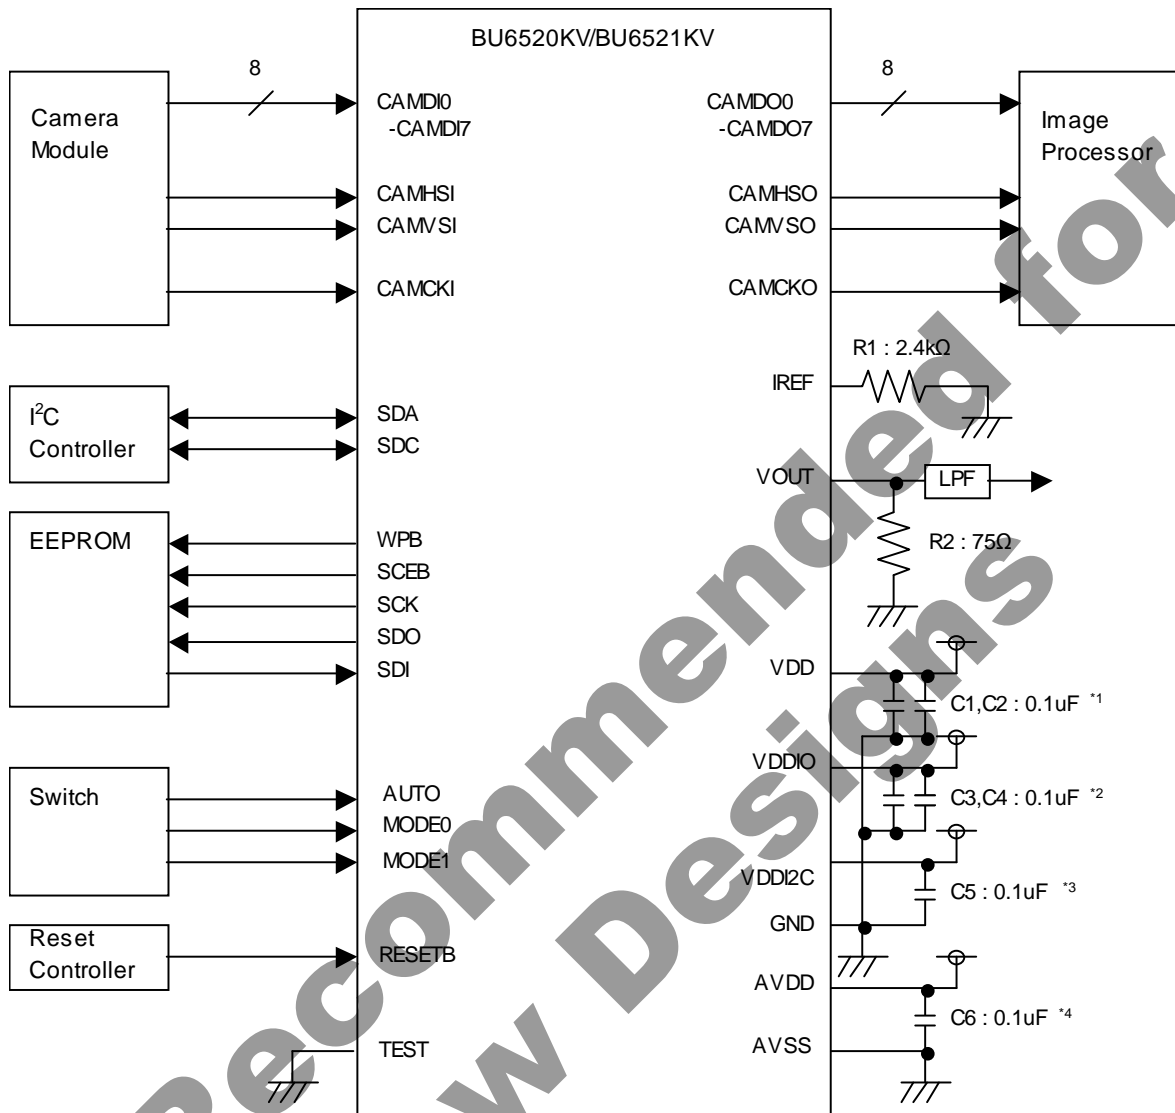 BU6520KV/BU6521KV
8
8
Camera
Module
CAMDI0
-CAMDI7
CAMDO0
-CAMDO7
Image
Processor
CAMHSI
CAMHSO
CAMVSI
CAMVSO
CAMCKI
CAMCKO
R1 : 2.4kΩ
IREF
I²C
Controller
SDA
SDC
VOUT
LPF
R2 : 75Ω
EEPROM
WPB
SCEB
SCK
SDO
SDI
VDD
C1,C2 : 0.1uF *1
VDDIO
C3,C4 : 0.1uF *2
Switch
AUTO
MODE0
MODE1
VDDI2C
C5 : 0.1uF *3
GND
Reset
Controller
RESETB
AVDD
C6 : 0.1uF *4
TEST
AVSS
Recommended for
w Designs